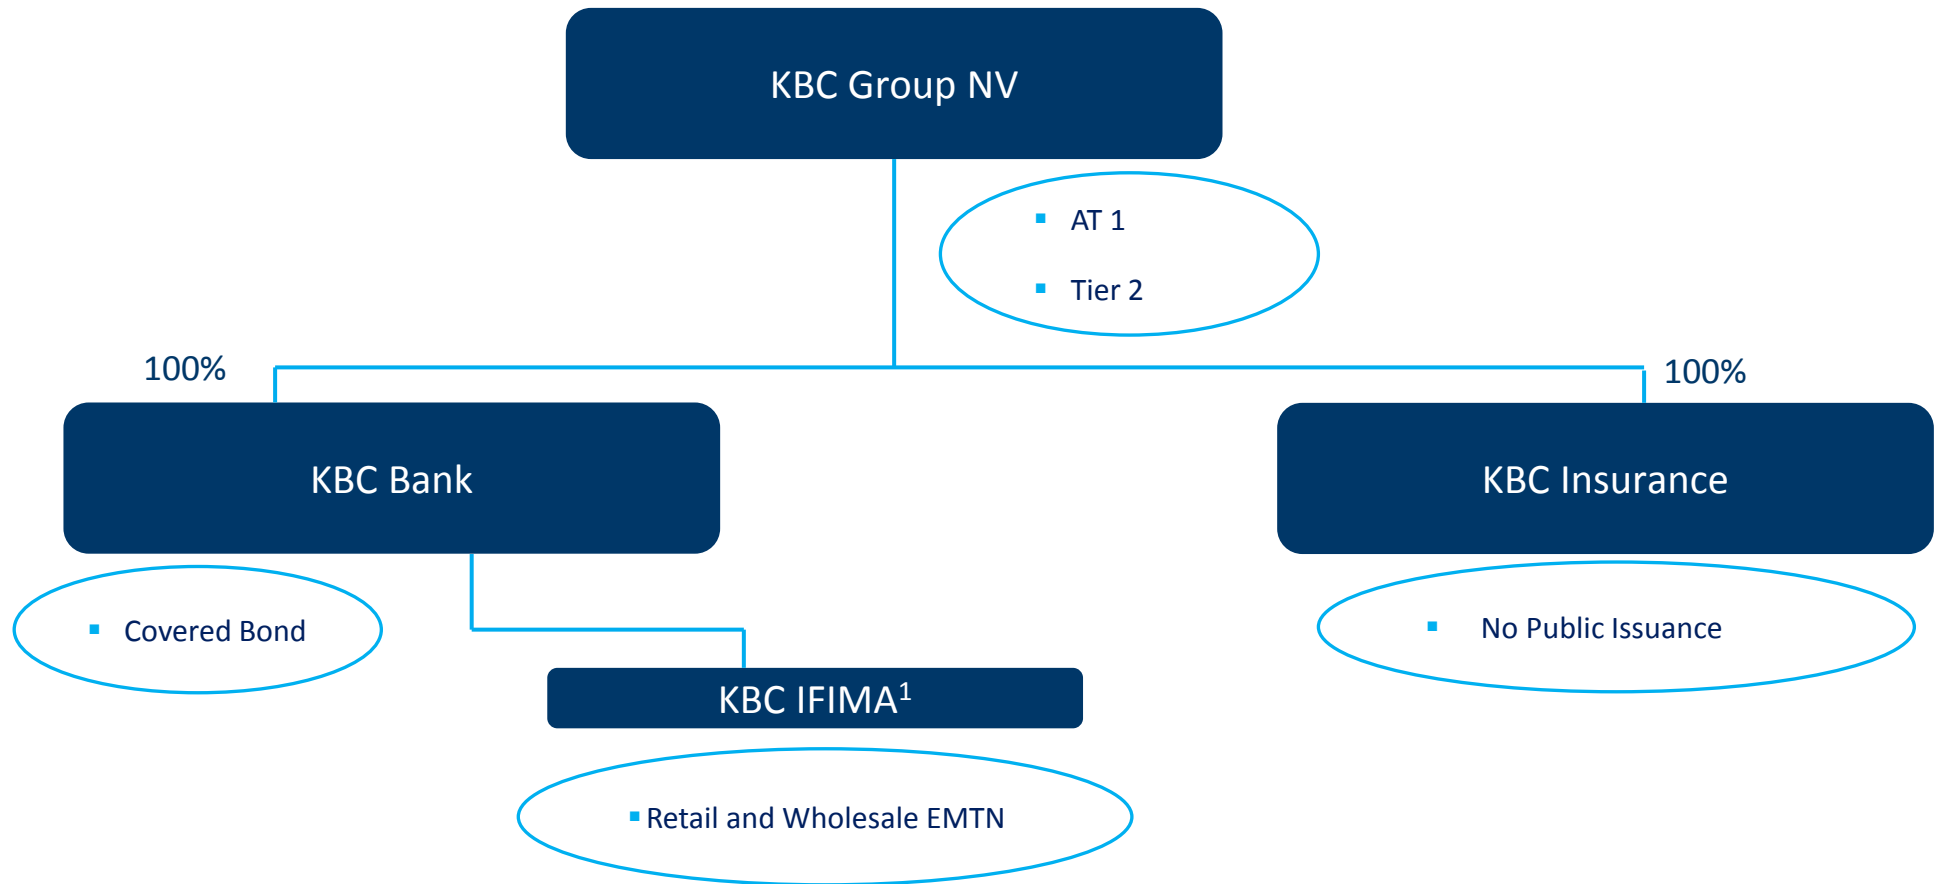 KBC Group NV
▪ AT 1
▪ Tier 2
100%
100%
KBC Bank
KBC Insurance
▪ Covered Bond
▪ No Public Issuance
KBC IFIMA¹
▪ Retail and Wholesale EMTN